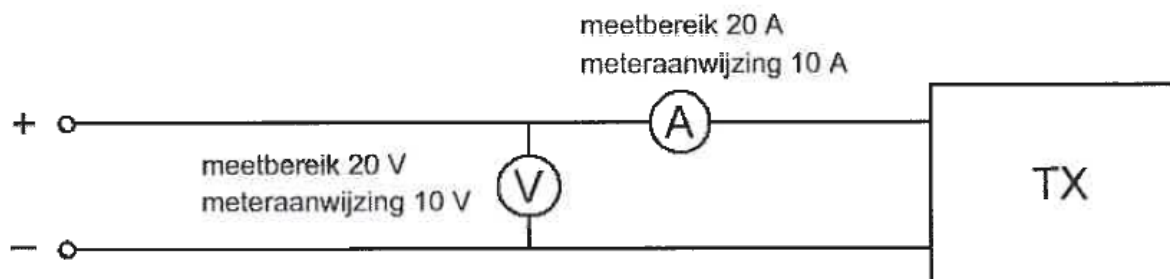 meetbereik 20 A
meteraanwijzing 10 A
+
A
meetbereik 20 V
meteraanwijzing 10 V
V
TX
−